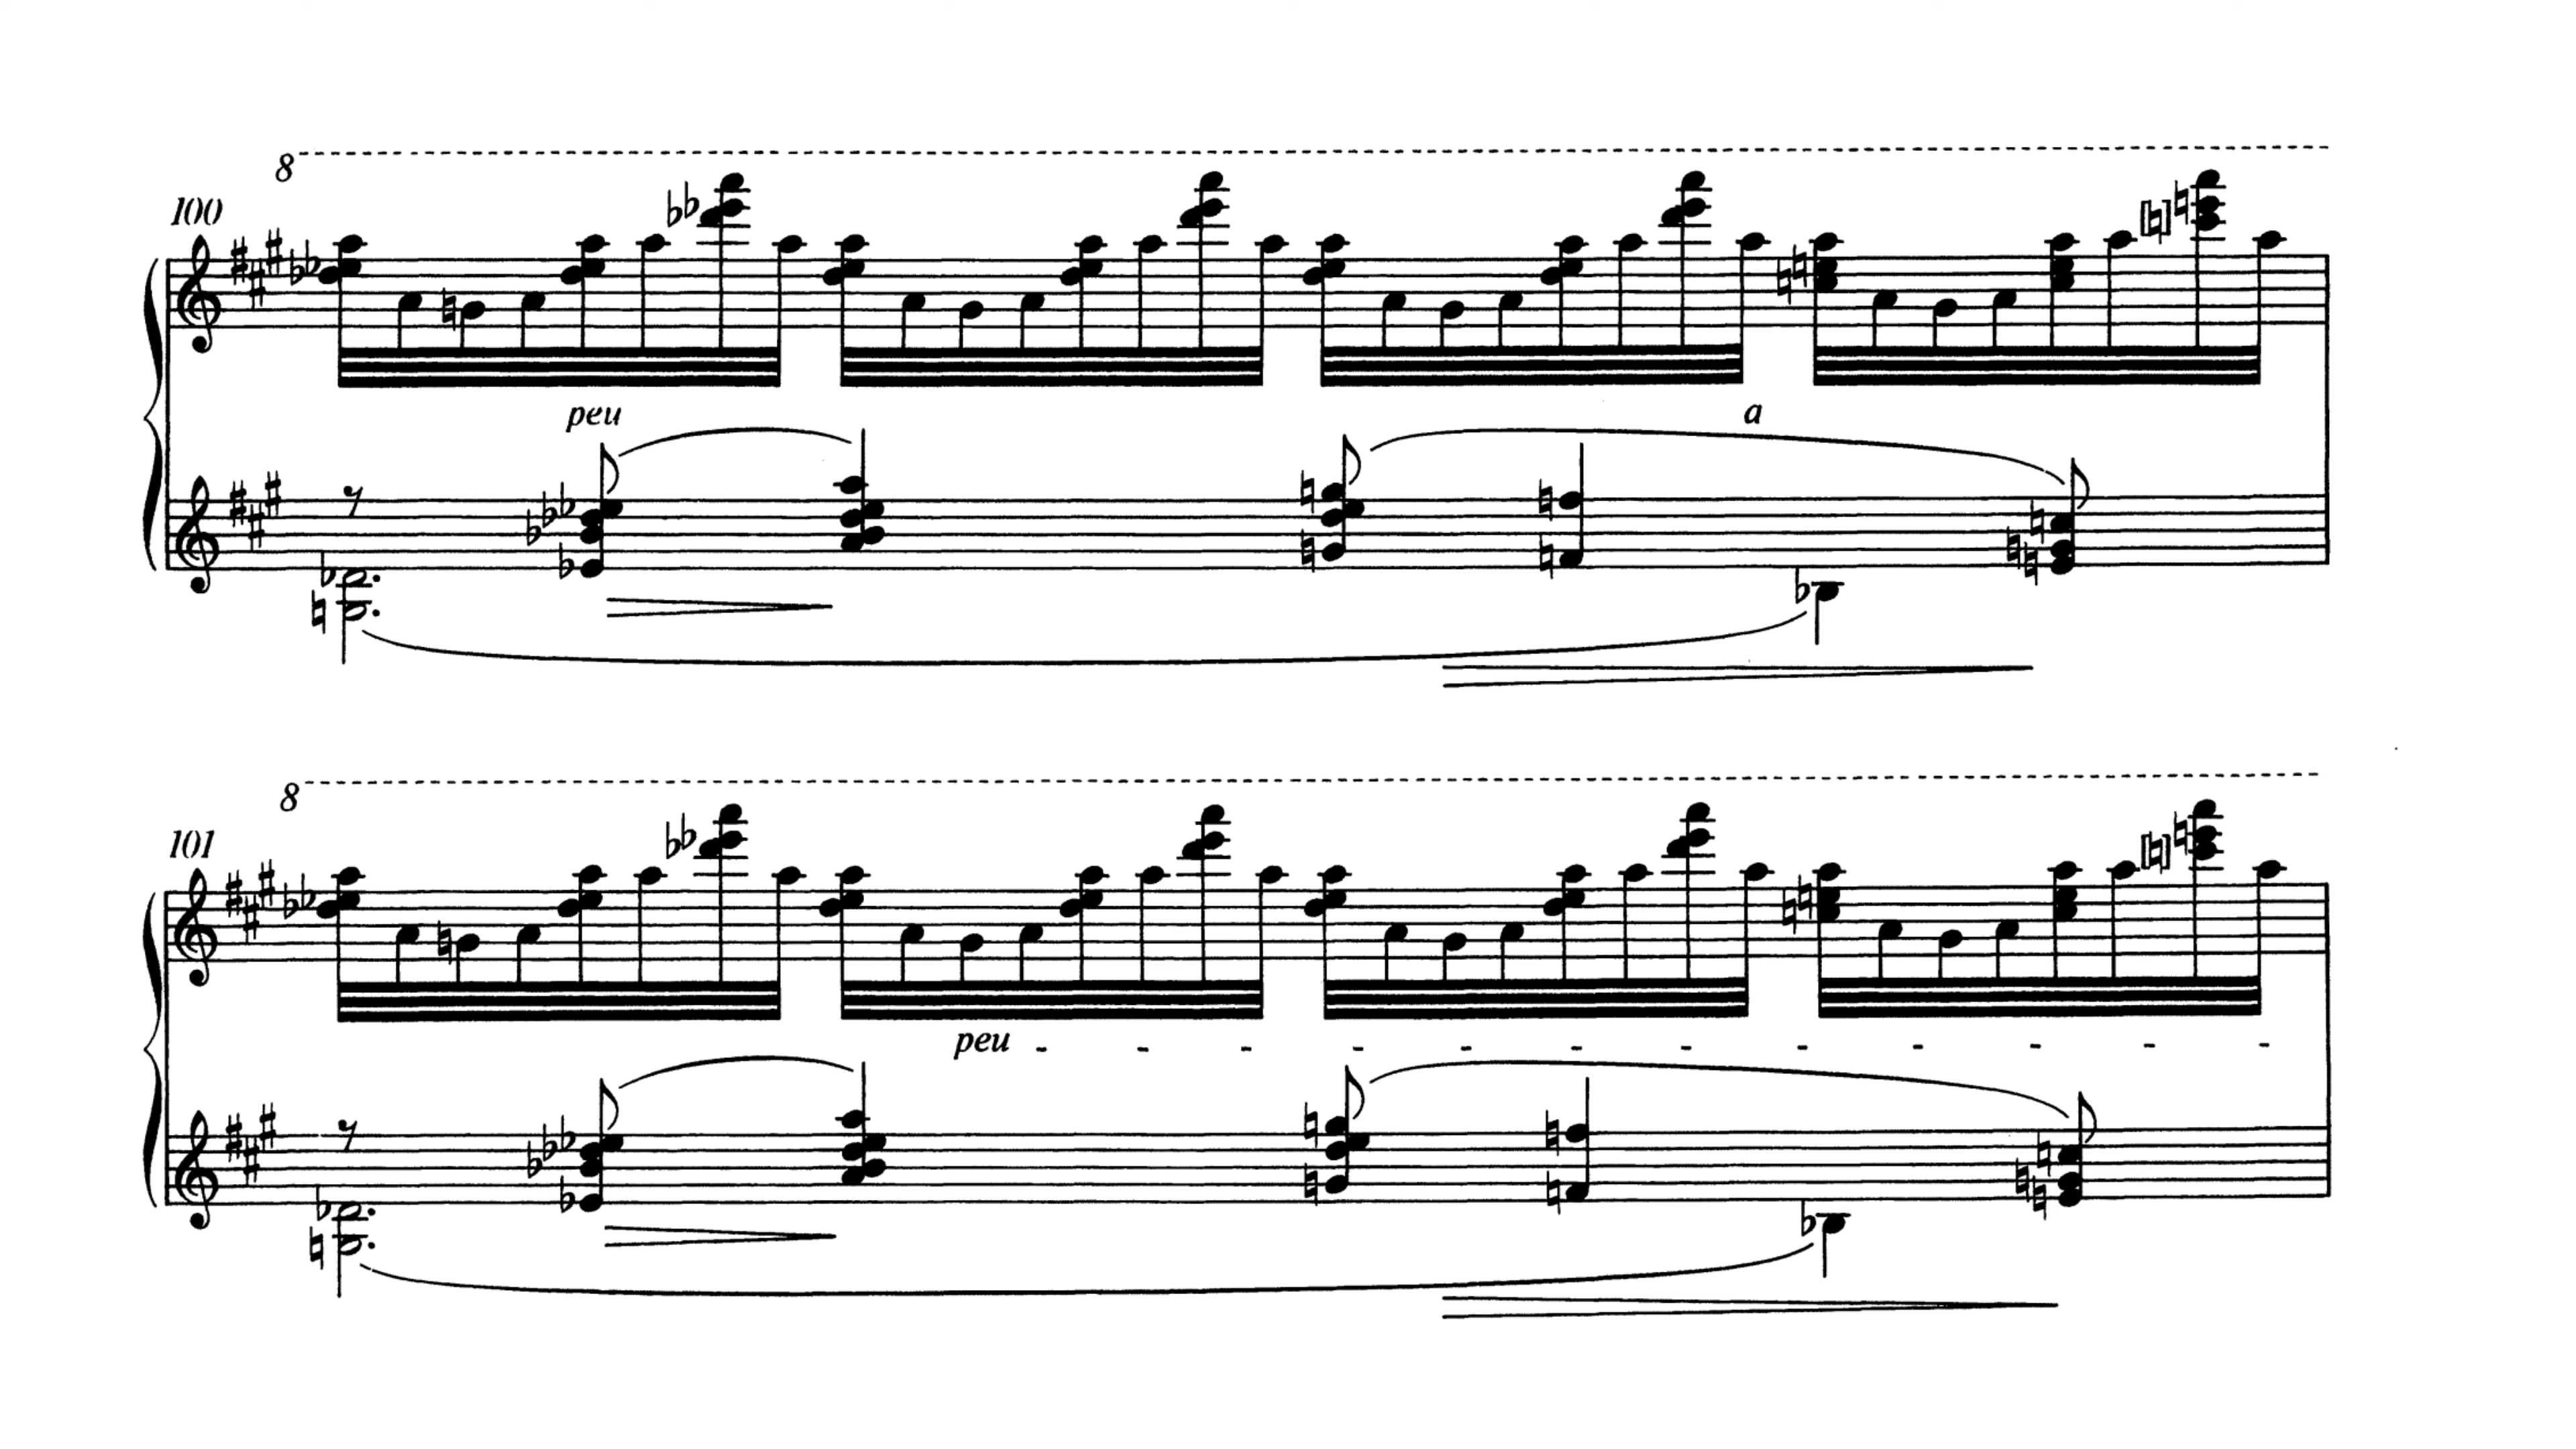 8
100
peu a
8
101
peu - - - - - - - - - - - -